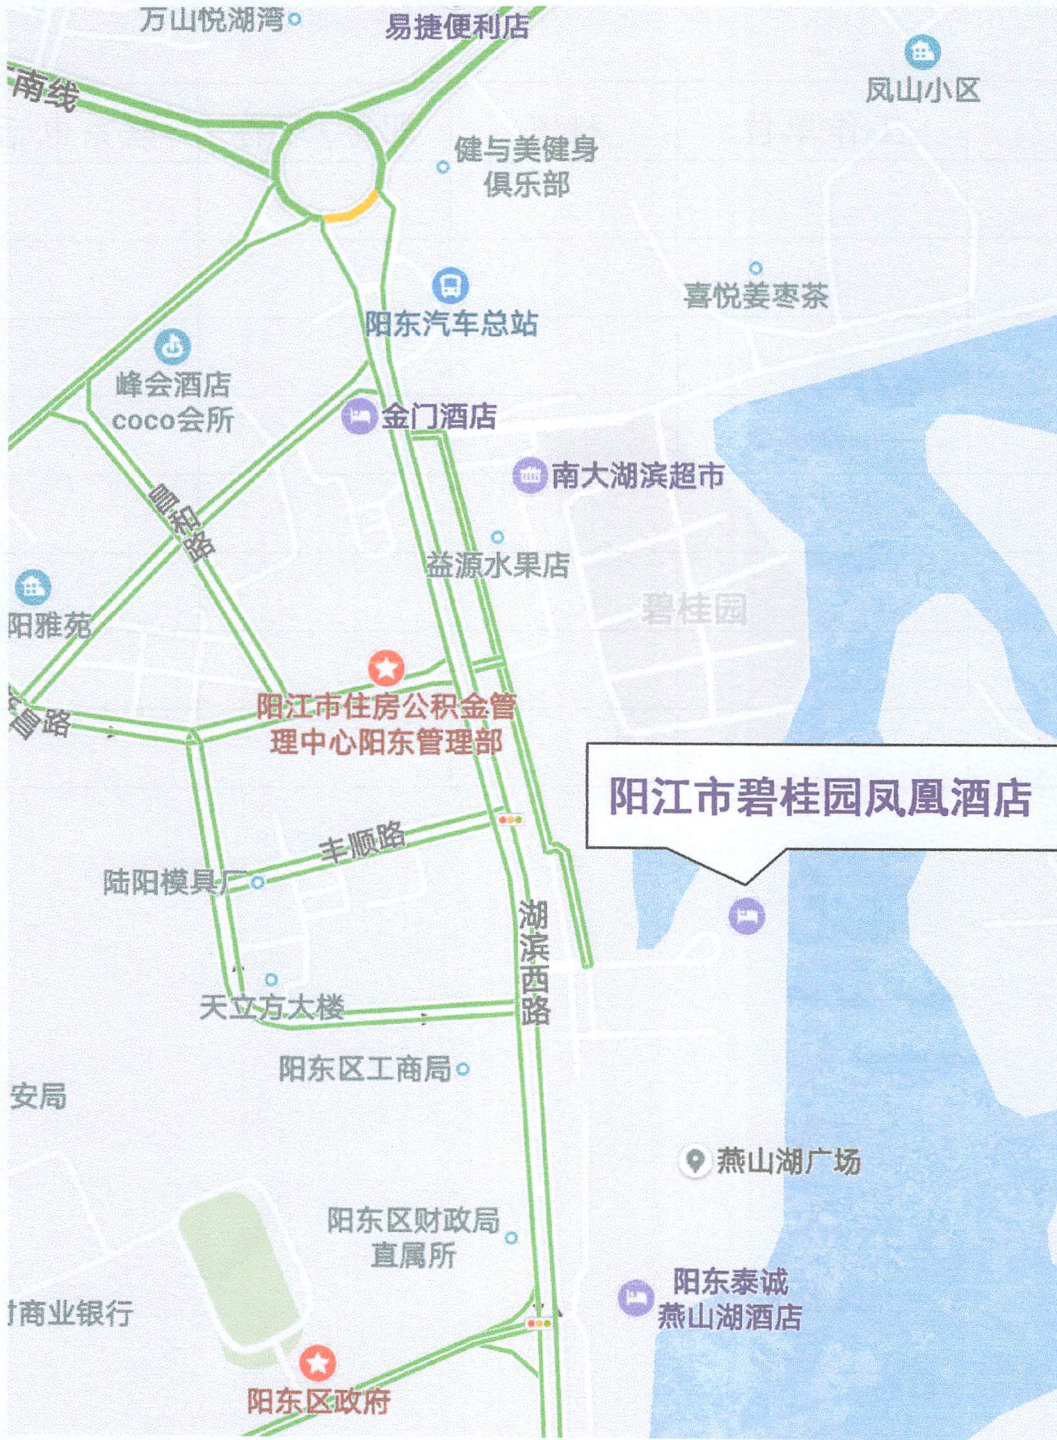 万山悦湖湾
易捷便利店
南线
凤山小区
健与美健身
俱乐部
喜悦姜枣茶
阳东汽车总站
峰会酒店
coco会所
金门酒店
南大湖滨超市
昌和路
益源水果店
阳雅苑
碧桂园
阳江市住房公积金管
理中心阳东管理部
昌路
阳江市碧桂园凤凰酒店
丰顺路
陆阳模具厂
湖滨西路
天立方大楼
阳东区工商局
安局
燕山湖广场
阳东区财政局
直属所
阳东泰诚
燕山湖酒店
商业银行
阳东区政府